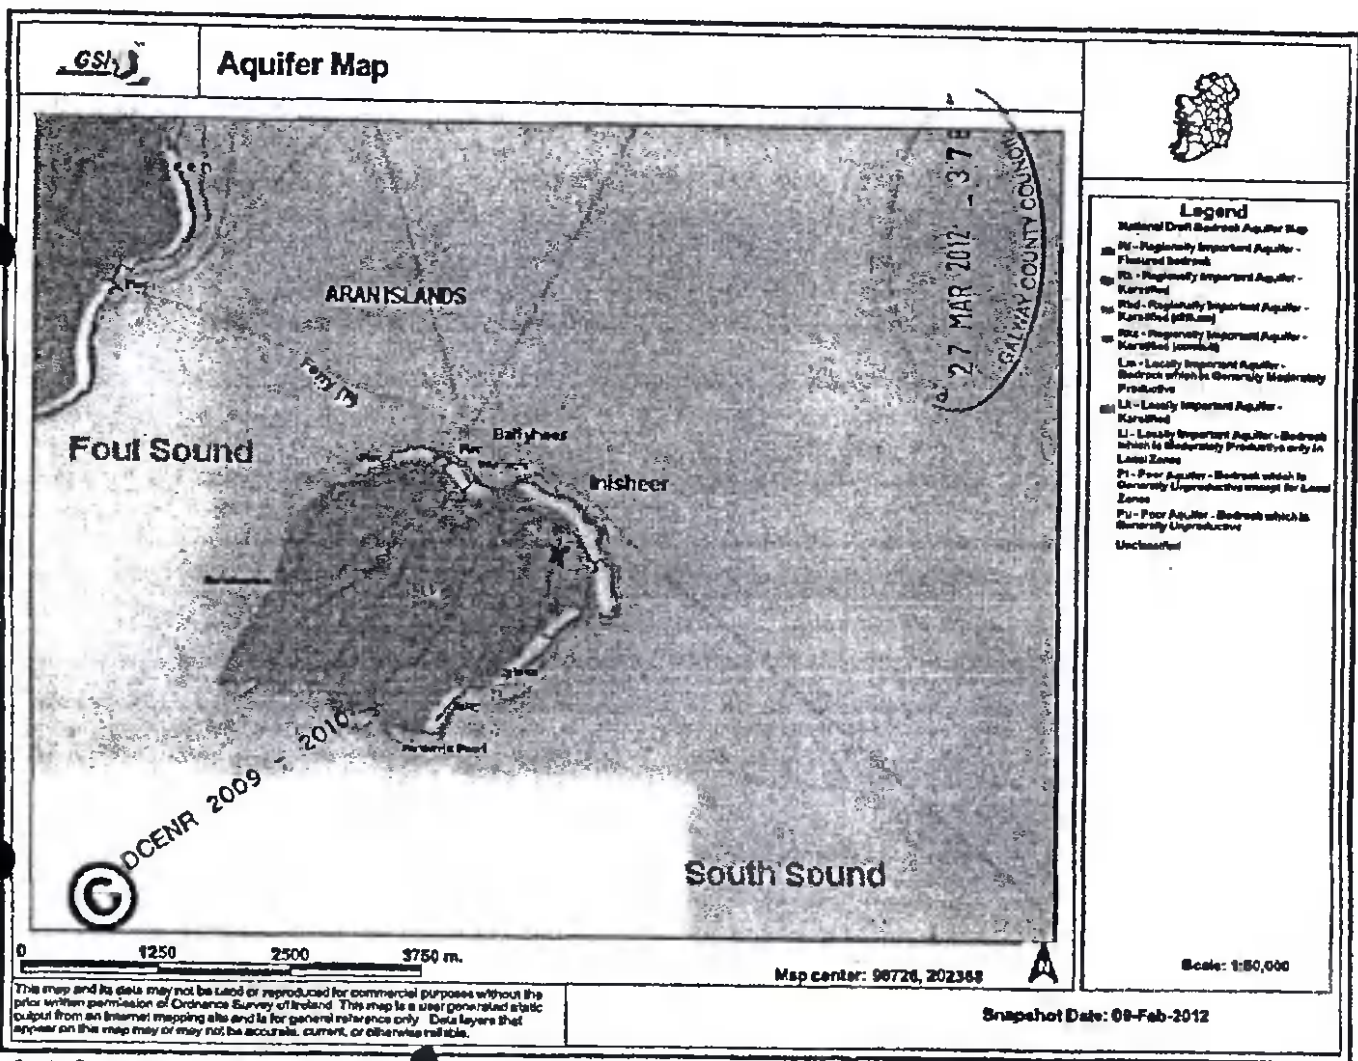 GSI
Aquifer Map
27 MAR 2012 - 37
GALWAY COUNTY COUNCIL
ARAN ISLANDS
Ferry
Foul Sound
Pier
Pier
Pier
Inisheer
DCENR 2009 - 2010
G
South Sound
Legend
National Draft Bedrock Aquifer Map
Rf - Regionally Important Aquifer -
Fissured bedrock
Rk - Regionally Important Aquifer -
Karstified
Rkd - Regionally Important Aquifer -
Karstified (diffuse)
Rkc - Regionally Important Aquifer -
Karstified (conduit)
Lm - Locally Important Aquifer -
Bedrock which is Generally Moderately
Productive
Lk - Locally Important Aquifer -
Karstified
Ll - Locally Important Aquifer - Bedrock
which is Moderately Productive only in
Local Zones
Pl - Poor Aquifer - Bedrock which is
Generally Unproductive except for Local
Zones
Pu - Poor Aquifer - Bedrock which is
Generally Unproductive
Unclassified
Scale: 1:50,000
0 1250 2500 3750 m.
Map center: 98726, 202368
N
This map and its data may not be used or reproduced for commercial purposes without the
prior written permission of Ordnance Survey of Ireland. This map is a user generated static
output from an Internet mapping site and is for general reference only. Data layers that
appear on this map may or may not be accurate, current, or otherwise reliable.
Snapshot Date: 09-Feb-2012